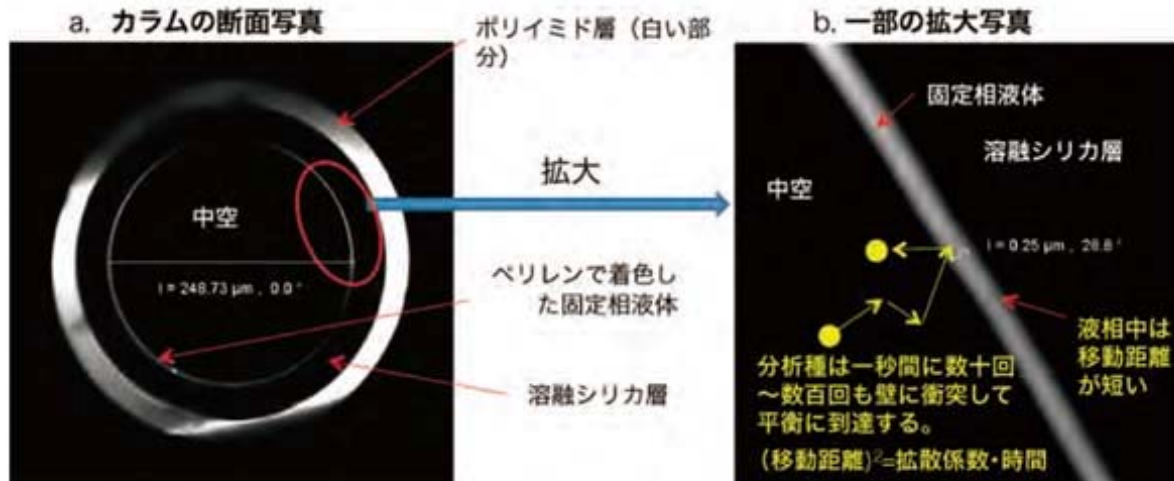 a. カラムの断面写真
ポリイミド層（白い部
分）
中空
l = 248.73 µm , 0.0 °
ペリレンで着色し
た固定相液体
溶融シリカ層
拡大
b. 一部の拡大写真
固定相液体
溶融シリカ層
中空
l = 0.25 µm , 26.6 °
液相中は
移動距離
が短い
分析種は一秒間に数十回
～数百回も壁に衝突して
平衡に到達する。
（移動距離）²=拡散係数・時間